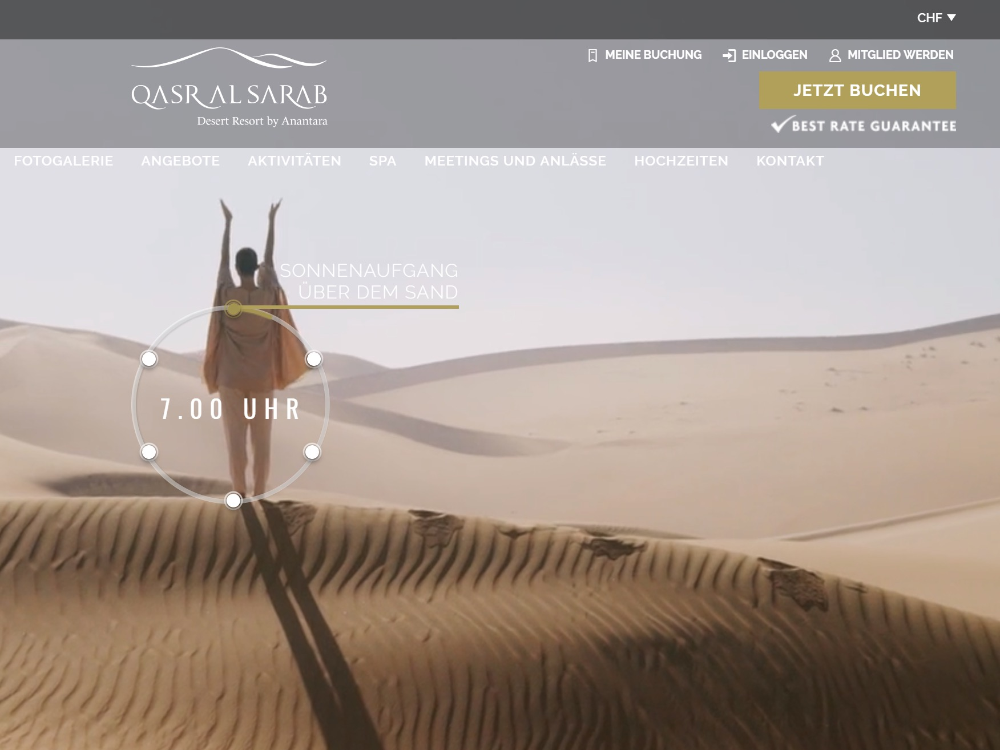 CHF
MEINE BUCHUNG
EINLOGGEN
MITGLIED WERDEN
QASR AL SARAB
Desert Resort by Anantara
JETZT BUCHEN
BEST RATE GUARANTEE
FOTOGALERIE
ANGEBOTE
AKTIVITÄTEN
SPA
MEETINGS UND ANLÄSSE
HOCHZEITEN
KONTAKT
SONNENAUFGANG
ÜBER DEM SAND
7.00 UHR